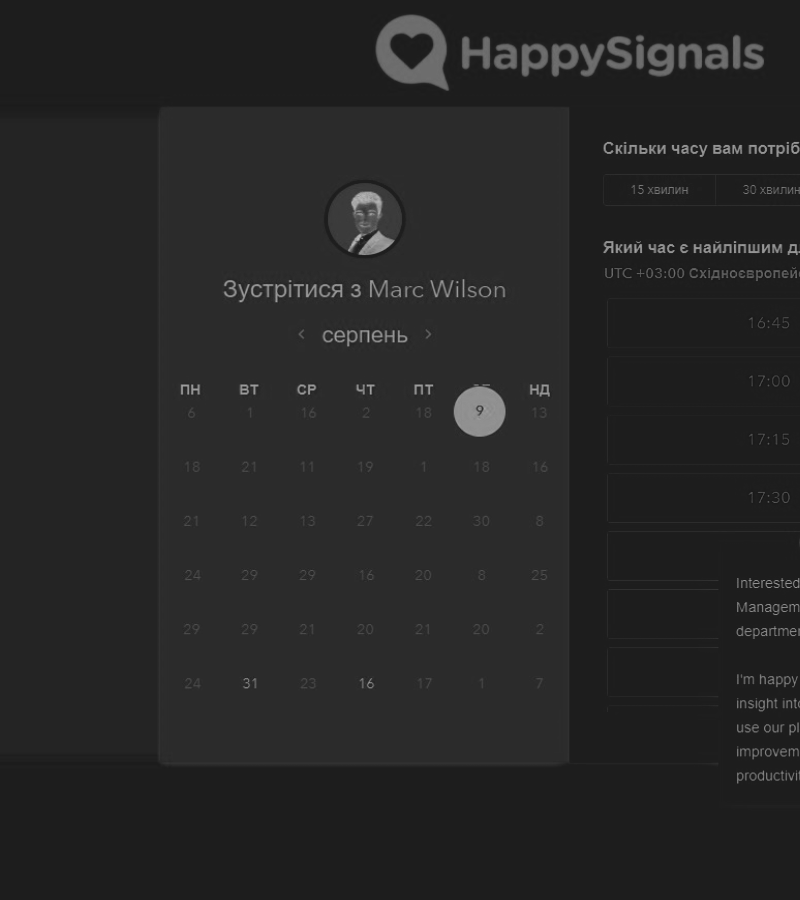 HappySignals
Зустрітися з Marc Wilson
серпень
ПН ВТ СР ЧТ ПТ НД
6 1 16 2 18 9 13
18 21 11 19 1 18 16
21 12 13 27 22 30 8
24 29 29 16 20 8 25
29 29 21 20 21 20 2
24 31 23 16 17 1 7
Скільки часу вам потріб
15 хвилин 30 хвилин
Який час є найліпшим д
UTC +03:00 Східноєвропей
16:45
17:00
17:15
17:30
Interested
Managem
departmen
I'm happy
insight into
use our pl
improvem
productivit